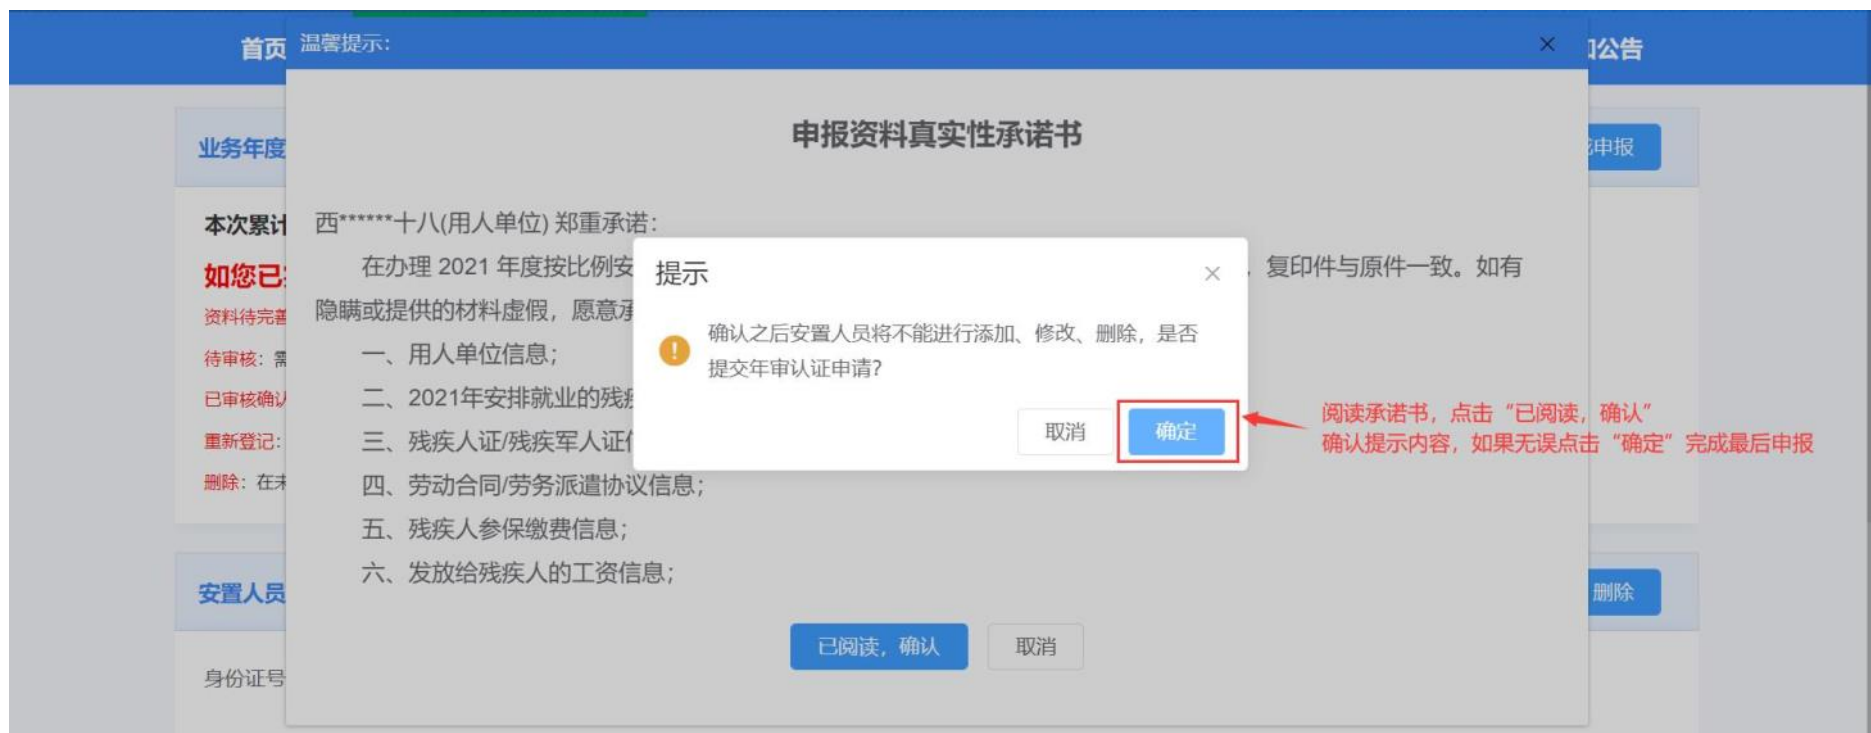 首页
温馨提示：
×
公告
业务年度
申报资料真实性承诺书
申报
本次累计
西******十八(用人单位) 郑重承诺：
如您已
在办理 2021 年度按比例安
提示
×
，复印件与原件一致。如有
资料待完善
隐瞒或提供的材料虚假，愿意
确认之后安置人员将不能进行添加、修改、删除，是否
提交年审认证申请?
待审核：需
一、用人单位信息；
已审核确认
二、2021年安排就业的残疾
取消
确定
阅读承诺书，点击“已阅读，确认”
确认提示内容，如果无误点击“确定”完成最后申报
重新登记：
三、残疾人证/残疾军人证
删除：在未
四、劳动合同/劳务派遣协议信息；
五、残疾人参保缴费信息；
六、发放给残疾人的工资信息；
安置人员
删除
已阅读，确认
取消
身份证号